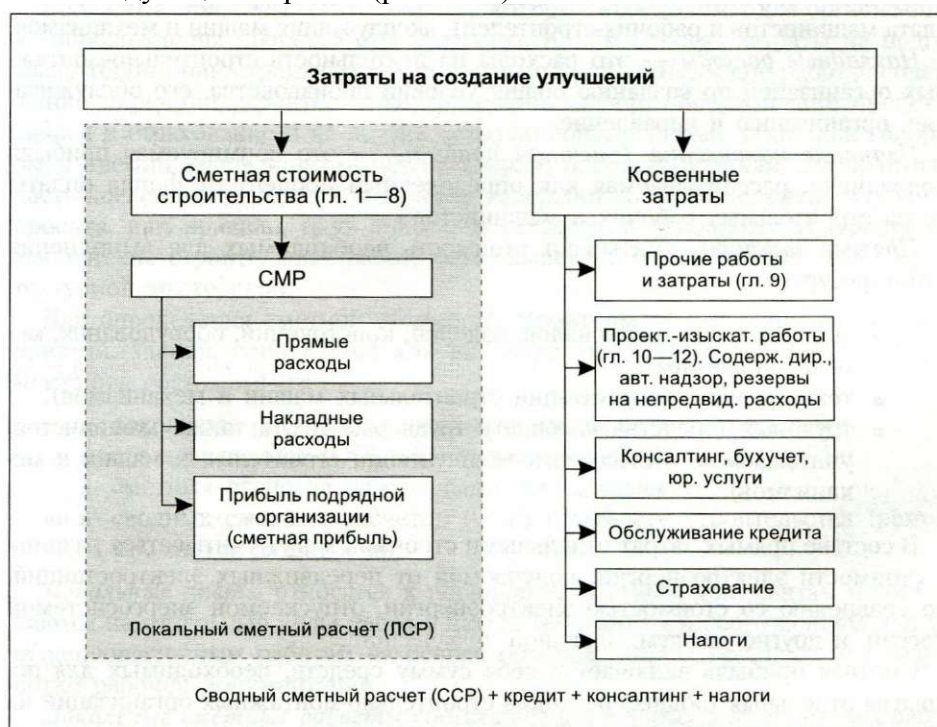 Затраты на создание улучшений
Сметная стоимость
строительства (гл. 1—8)
СМР
Прямые
расходы
Накладные
расходы
Прибыль подрядной
организации
(сметная прибыль)
Локальный сметный расчет (ЛСР)
Косвенные
затраты
Прочие работы
и затраты (гл. 9)
Проект.-изыскат. работы
(гл. 10—12). Содерж. дир.,
авт. надзор, резервы
на непредвид. расходы
Консалтинг, бухучет,
юр. услуги
Обслуживание кредита
Страхование
Налоги
Сводный сметный расчет (ССР) + кредит + консалтинг + налоги